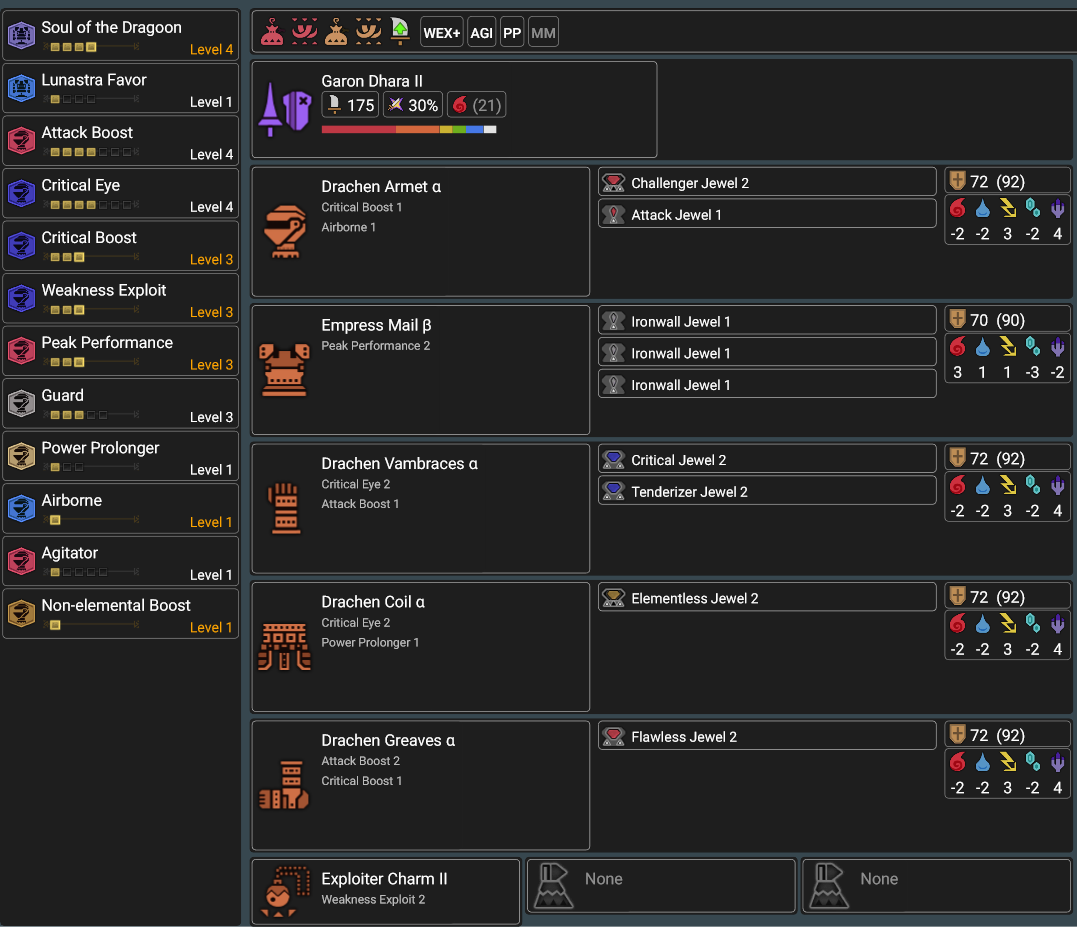 Soul of the Dragoon
Level 4
Lunastra Favor
Level 1
Attack Boost
Level 4
Critical Eye
Level 4
Critical Boost
Level 3
Weakness Exploit
Level 3
Peak Performance
Level 3
Guard
Level 3
Power Prolonger
Level 1
Airborne
Level 1
Agitator
Level 1
Non-elemental Boost
Level 1
WEX+ AGI PP MM
Garon Dhara II
175 30% (21)
Drachen Armet α
Critical Boost 1
Airborne 1
Challenger Jewel 2
Attack Jewel 1
72 (92)
-2 -2 3 -2 4
Empress Mail β
Peak Performance 2
Ironwall Jewel 1
Ironwall Jewel 1
Ironwall Jewel 1
70 (90)
3 1 1 -3 -2
Drachen Vambraces α
Critical Eye 2
Attack Boost 1
Critical Jewel 2
Tenderizer Jewel 2
72 (92)
-2 -2 3 -2 4
Drachen Coil α
Critical Eye 2
Power Prolonger 1
Elementless Jewel 2
72 (92)
-2 -2 3 -2 4
Drachen Greaves α
Attack Boost 2
Critical Boost 1
Flawless Jewel 2
72 (92)
-2 -2 3 -2 4
Exploiter Charm II
Weakness Exploit 2
None
None